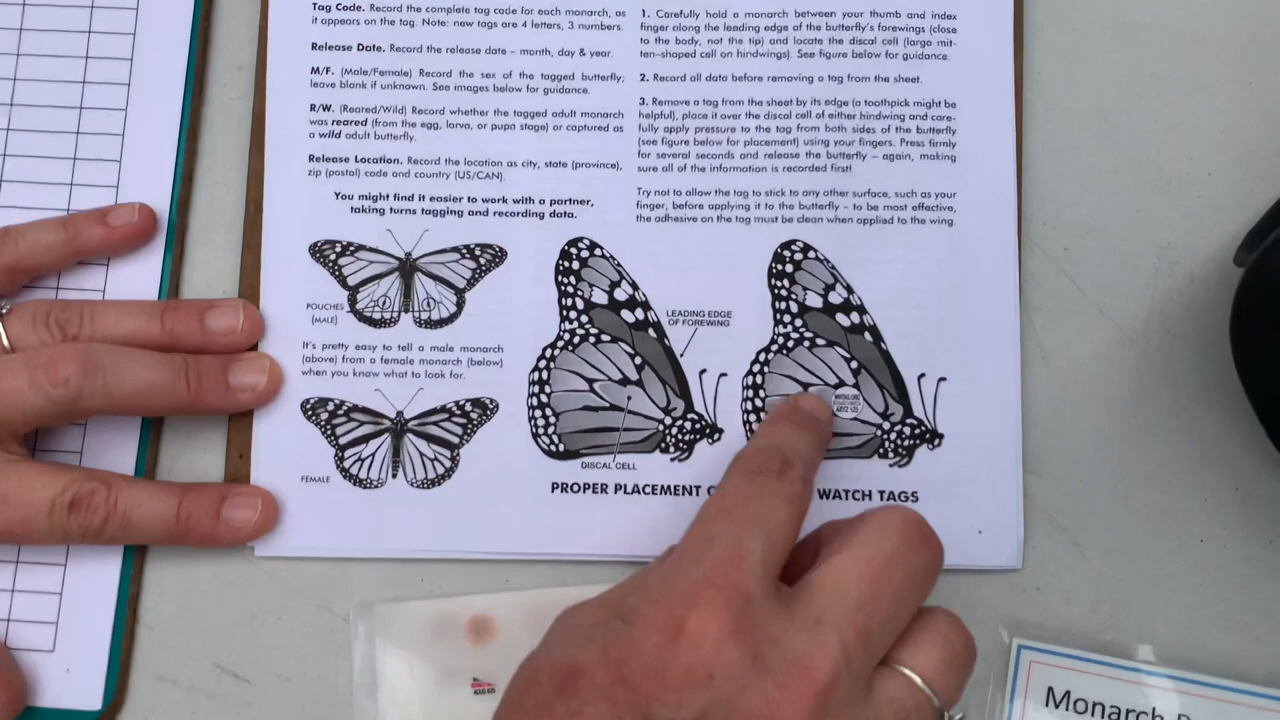 Tag Code. Record the complete tag code for each monarch, as
it appears on the tag. Note: new tags are 4 letters, 3 numbers.
Release Date. Record the release date – month, day & year.
M/F. (Male/Female) Record the sex of the tagged butterfly;
leave blank if unknown. See images below for guidance.
R/W. (Reared/Wild) Record whether the tagged adult monarch
was reared (from the egg, larva, or pupa stage) or captured as
a wild adult butterfly.
Release Location. Record the location as city, state (province),
zip (postal) code and country (US/CAN).
You might find it easier to work with a partner,
taking turns tagging and recording data.
POUCHES
(MALE)
It's pretty easy to tell a male monarch
(above) from a female monarch (below)
when you know what to look for.
FEMALE
1. Carefully hold a monarch between your thumb and index
finger along the leading edge of the butterfly's forewings (close
to the body, not the tip) and locate the discal cell (large mit-
ten-shaped cell on hindwings). See figure below for guidance.
2. Record all data before removing a tag from the sheet.
3. Remove a tag from the sheet by its edge (a toothpick might be
helpful), place it over the discal cell of either hindwing and care-
fully apply pressure to the tag from both sides of the butterfly
(see figure below for placement) using your fingers. Press firmly
for several seconds and release the butterfly – again, making
sure all of the information is recorded first!
Try not to allow the tag to stick to any other surface, such as your
finger, before applying it to the butterfly – to be most effective,
the adhesive on the tag must be clean when applied to the wing.
LEADING EDGE
OF FOREWING
DISCAL CELL
PROPER PLACEMENT WATCH TAGS
Monarch